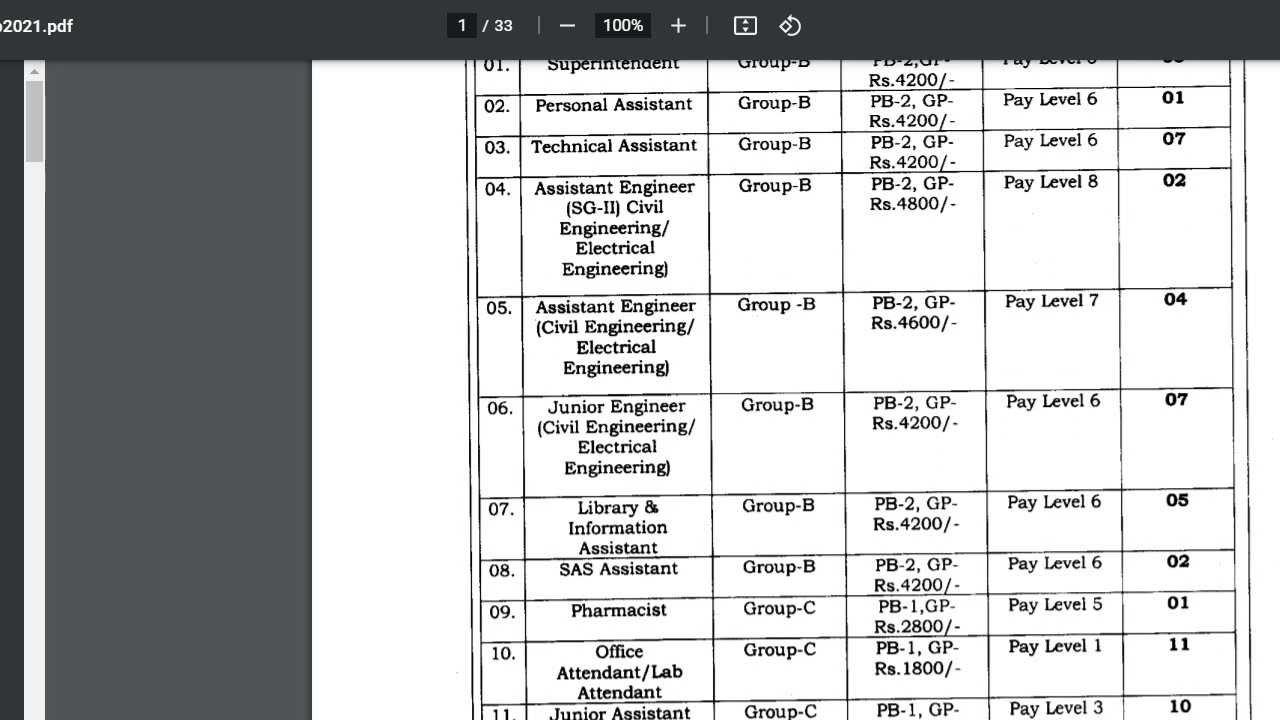 o2021.pdf
1 / 33 — 100% +
01. Superintendent Group-B PB-2,GP- Pay Level
Rs.4200/-
02. Personal Assistant Group-B PB-2, GP- Pay Level 6 01
Rs.4200/-
03. Technical Assistant Group-B PB-2, GP- Pay Level 6 07
Rs.4200/-
04. Assistant Engineer Group-B PB-2, GP- Pay Level 8 02
(SG-II) Civil Rs.4800/-
Engineering/
Electrical
Engineering)
05. Assistant Engineer Group -B PB-2, GP- Pay Level 7 04
(Civil Engineering/ Rs.4600/-
Electrical
Engineering)
06. Junior Engineer Group-B PB-2, GP- Pay Level 6 07
(Civil Engineering/ Rs.4200/-
Electrical
Engineering)
07. Library & Group-B PB-2, GP- Pay Level 6 05
Information Rs.4200/-
Assistant
08. SAS Assistant Group-B PB-2, GP- Pay Level 6 02
Rs.4200/-
09. Pharmacist Group-C PB-1,GP- Pay Level 5 01
Rs.2800/-
10. Office Group-C PB-1, GP- Pay Level 1 11
Attendant/Lab Rs.1800/-
Attendant
11. Junior Assistant Group-C PB-1, GP- Pay Level 3 10